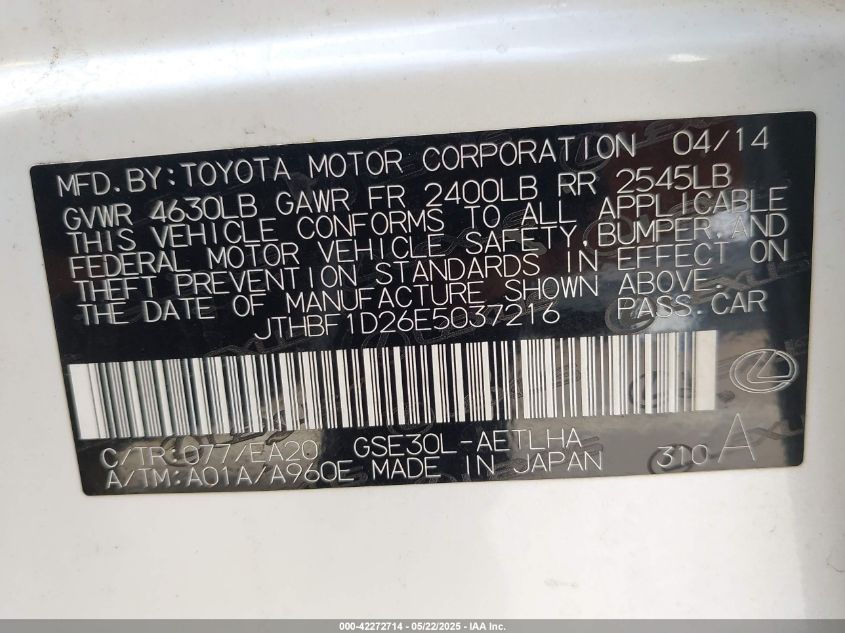 MFD. BY: TOYOTA MOTOR CORPORATION 04/14
GVWR 4630LB GAWR FR 2400LB RR 2545LB
THIS VEHICLE CONFORMS TO ALL APPLICABLE
FEDERAL MOTOR VEHICLE SAFETY, BUMPER, AND
THEFT PREVENTION STANDARDS IN EFFECT ON
THE DATE OF MANUFACTURE SHOWN ABOVE.
JTHBF1D26E5037216 PASS. CAR
C/TR: 077/EA20 GSE30L-AETLHA
A/TM: A01A/A960E MADE IN JAPAN 310 A
000-42272714 - 05/22/2025 - IAA Inc.